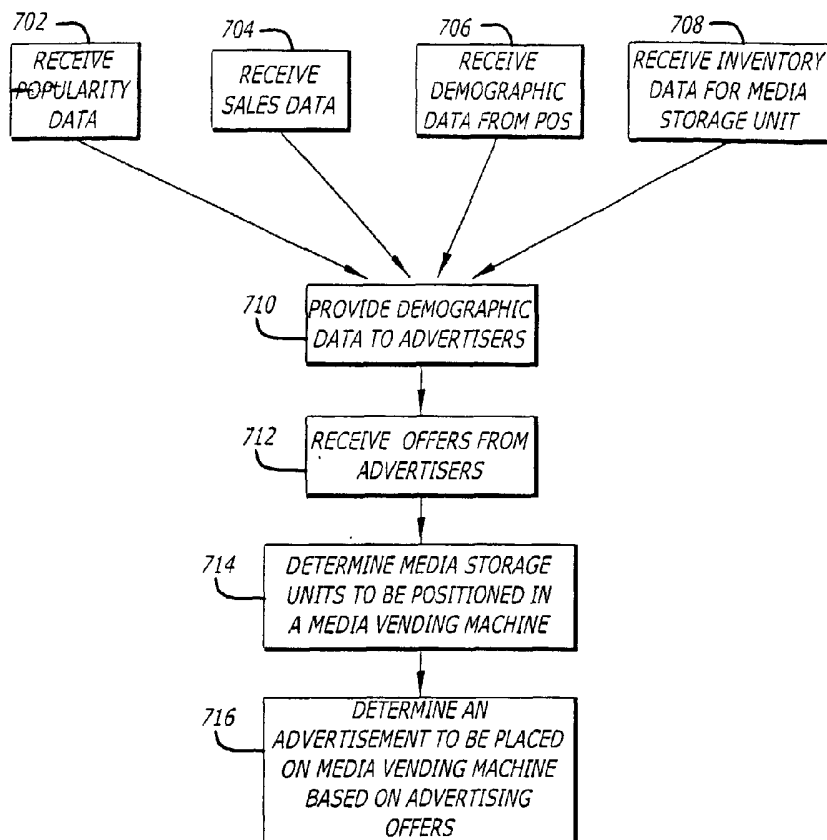 702
RECEIVE
POPULARITY
DATA
704
RECEIVE
SALES DATA
706
RECEIVE
DEMOGRAPHIC
DATA FROM POS
708
RECEIVE INVENTORY
DATA FOR MEDIA
STORAGE UNIT
710
PROVIDE DEMOGRAPHIC
DATA TO ADVERTISERS
712
RECEIVE OFFERS FROM
ADVERTISERS
714
DETERMINE MEDIA STORAGE
UNITS TO BE POSITIONED IN
A MEDIA VENDING MACHINE
716
DETERMINE AN
ADVERTISEMENT TO BE PLACED
ON MEDIA VENDING MACHINE
BASED ON ADVERTISING
OFFERS